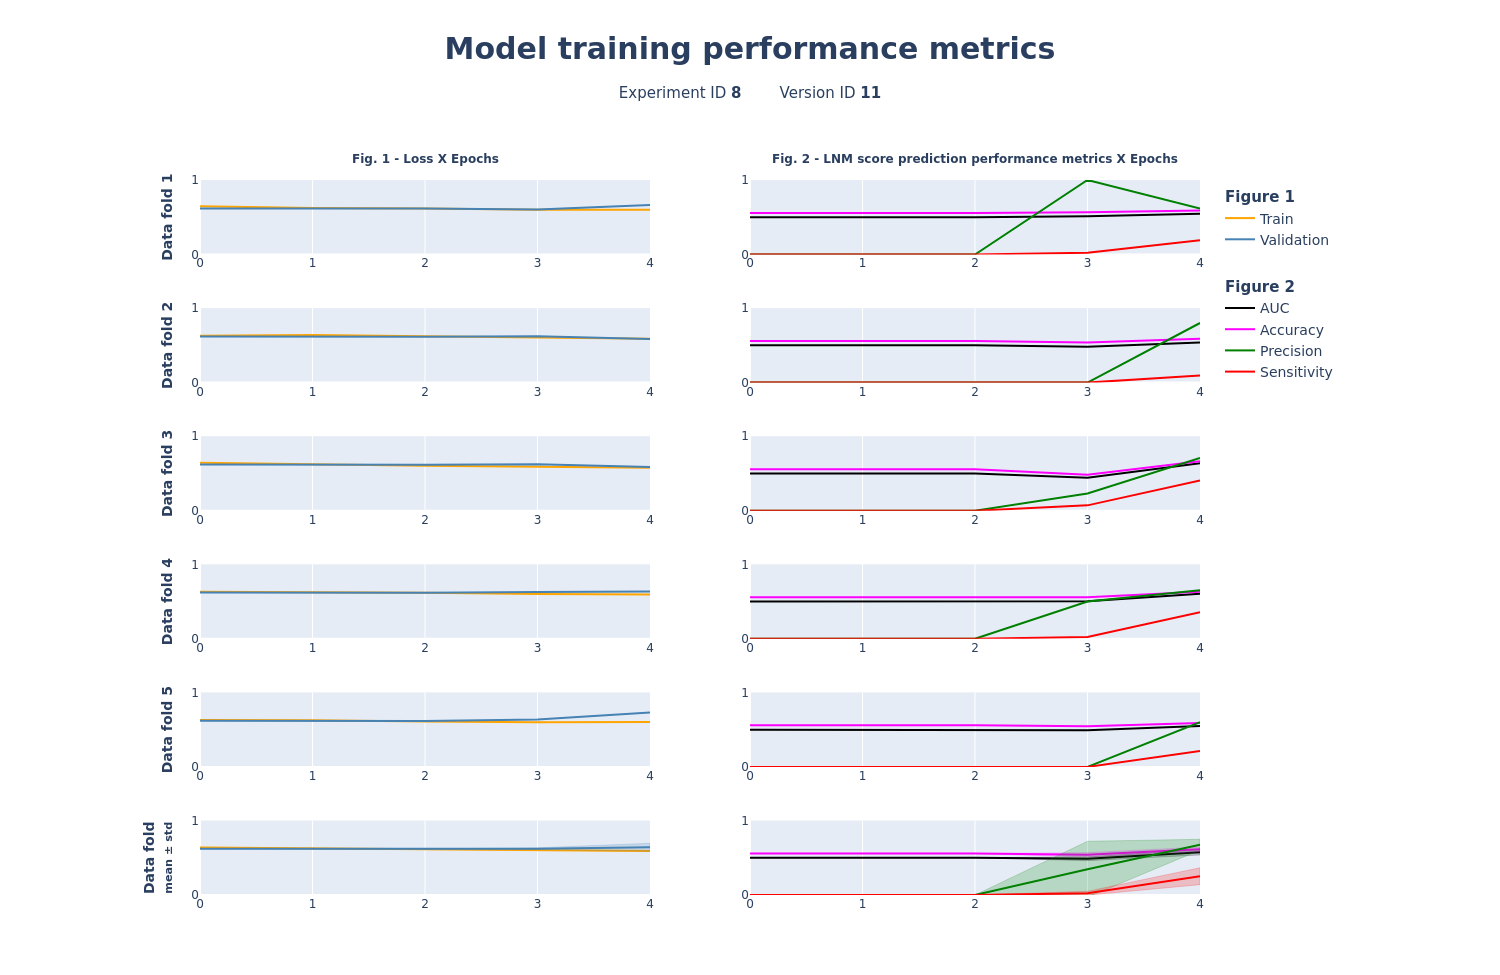 Model training performance metrics
Experiment ID 8 Version ID 11
Fig. 1 - Loss X Epochs
Fig. 2 - LNM score prediction performance metrics X Epochs
Data fold 1
1
0
0 1 2 3 4
1
0
0 1 2 3 4
Figure 1
Train
Validation
Figure 2
AUC
Accuracy
Precision
Sensitivity
Data fold 2
1
0
0 1 2 3 4
1
0
0 1 2 3 4
Data fold 3
1
0
0 1 2 3 4
1
0
0 1 2 3 4
Data fold 4
1
0
0 1 2 3 4
1
0
0 1 2 3 4
Data fold 5
1
0
0 1 2 3 4
1
0
0 1 2 3 4
Data fold
mean ± std
1
0
0 1 2 3 4
1
0
0 1 2 3 4